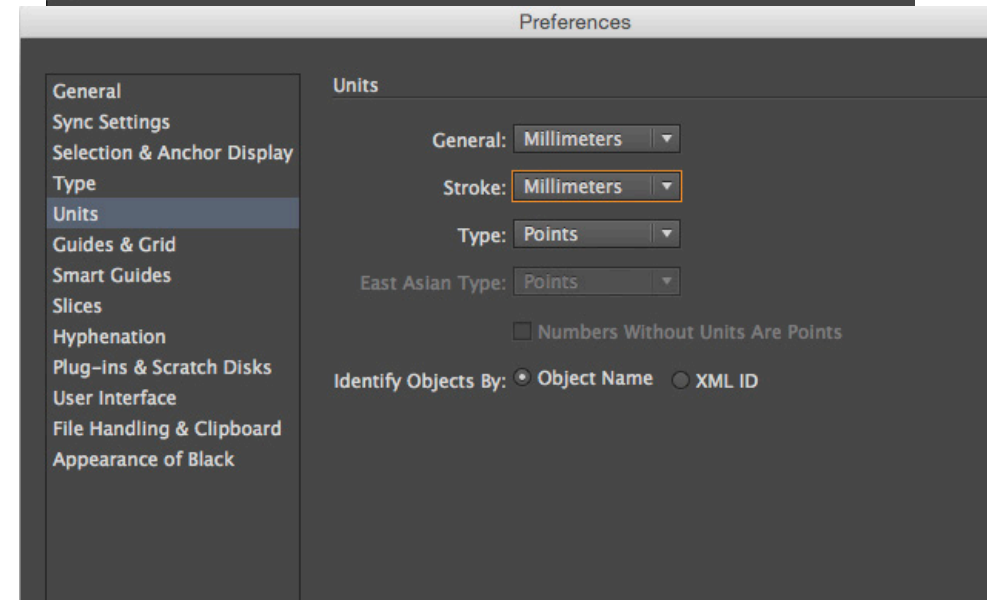 Preferences
General
Sync Settings
Selection & Anchor Display
Type
Units
Guides & Grid
Smart Guides
Slices
Hyphenation
Plug-ins & Scratch Disks
User Interface
File Handling & Clipboard
Appearance of Black
Units
General: Millimeters
Stroke: Millimeters
Type: Points
East Asian Type: Points
Numbers Without Units Are Points
Identify Objects By: Object Name XML ID